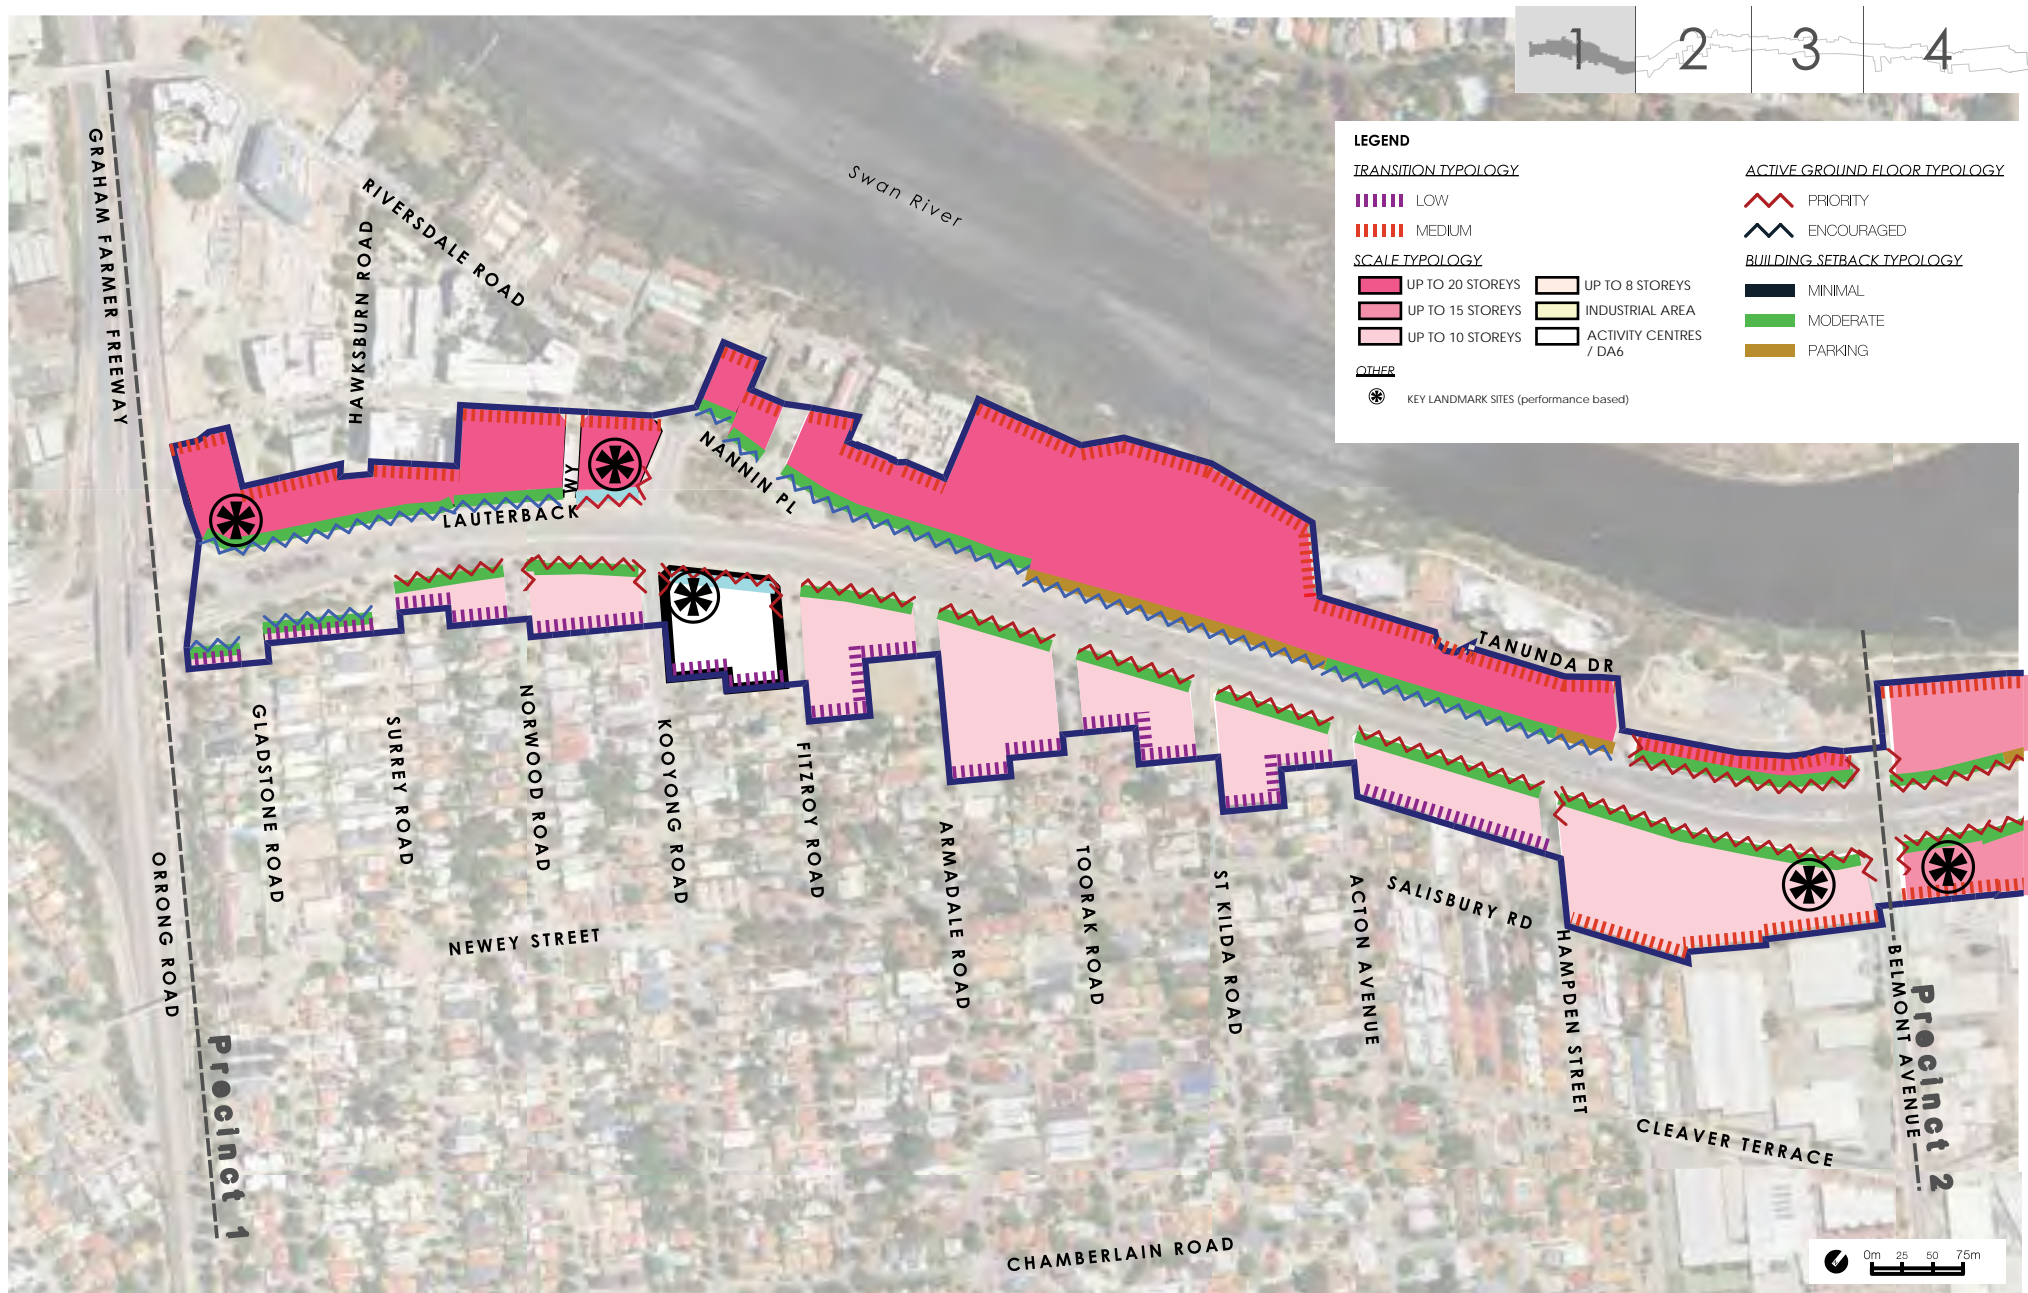 1
2
3
4
LEGEND
TRANSITION TYPOLOGY
LOW
MEDIUM
SCALE TYPOLOGY
UP TO 20 STOREYS
UP TO 15 STOREYS
UP TO 10 STOREYS
UP TO 8 STOREYS
INDUSTRIAL AREA
ACTIVITY CENTRES
/ DA6
OTHER
KEY LANDMARK SITES (performance based)
ACTIVE GROUND FLOOR TYPOLOGY
PRIORITY
ENCOURAGED
BUILDING SETBACK TYPOLOGY
MINIMAL
MODERATE
PARKING
GRAHAM FARMER FREEWAY
HAWKSBURN ROAD
RIVERSDALE ROAD
Swan River
LAUTERBACK
WY
NANNIN PL
TANUNDA DR
GLADSTONE ROAD
SURREY ROAD
NORWOOD ROAD
KOOYONG ROAD
FITZROY ROAD
ARMADALE ROAD
TOORAK ROAD
ST KILDA ROAD
ACTON AVENUE
SALISBURY RD
HAMPDEN STREET
BELMONT AVENUE
ORRONG ROAD
NEWEY STREET
CLEAVER TERRACE
CHAMBERLAIN ROAD
Precinct 1
Precinct 2
0m 25 50 75m